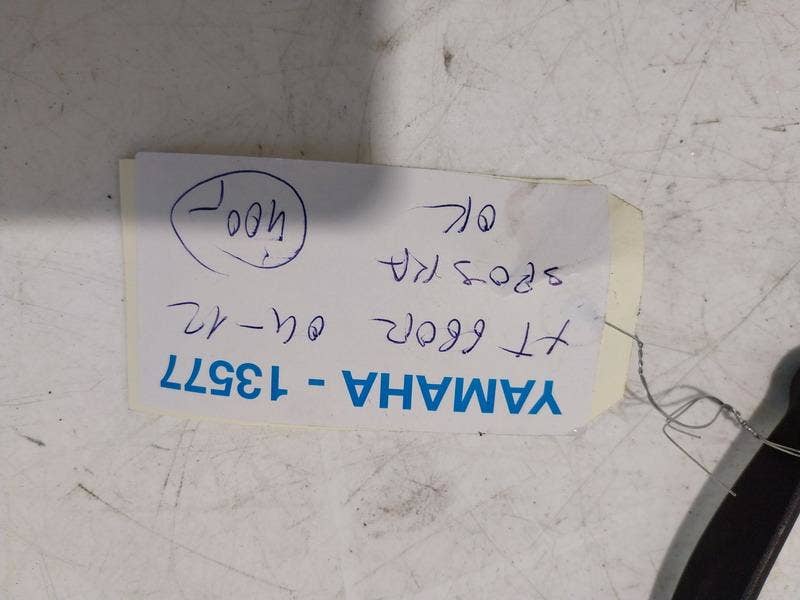 YAMAHA - 13577
XT 660R 04-12
SPOJKA
OK
400,-